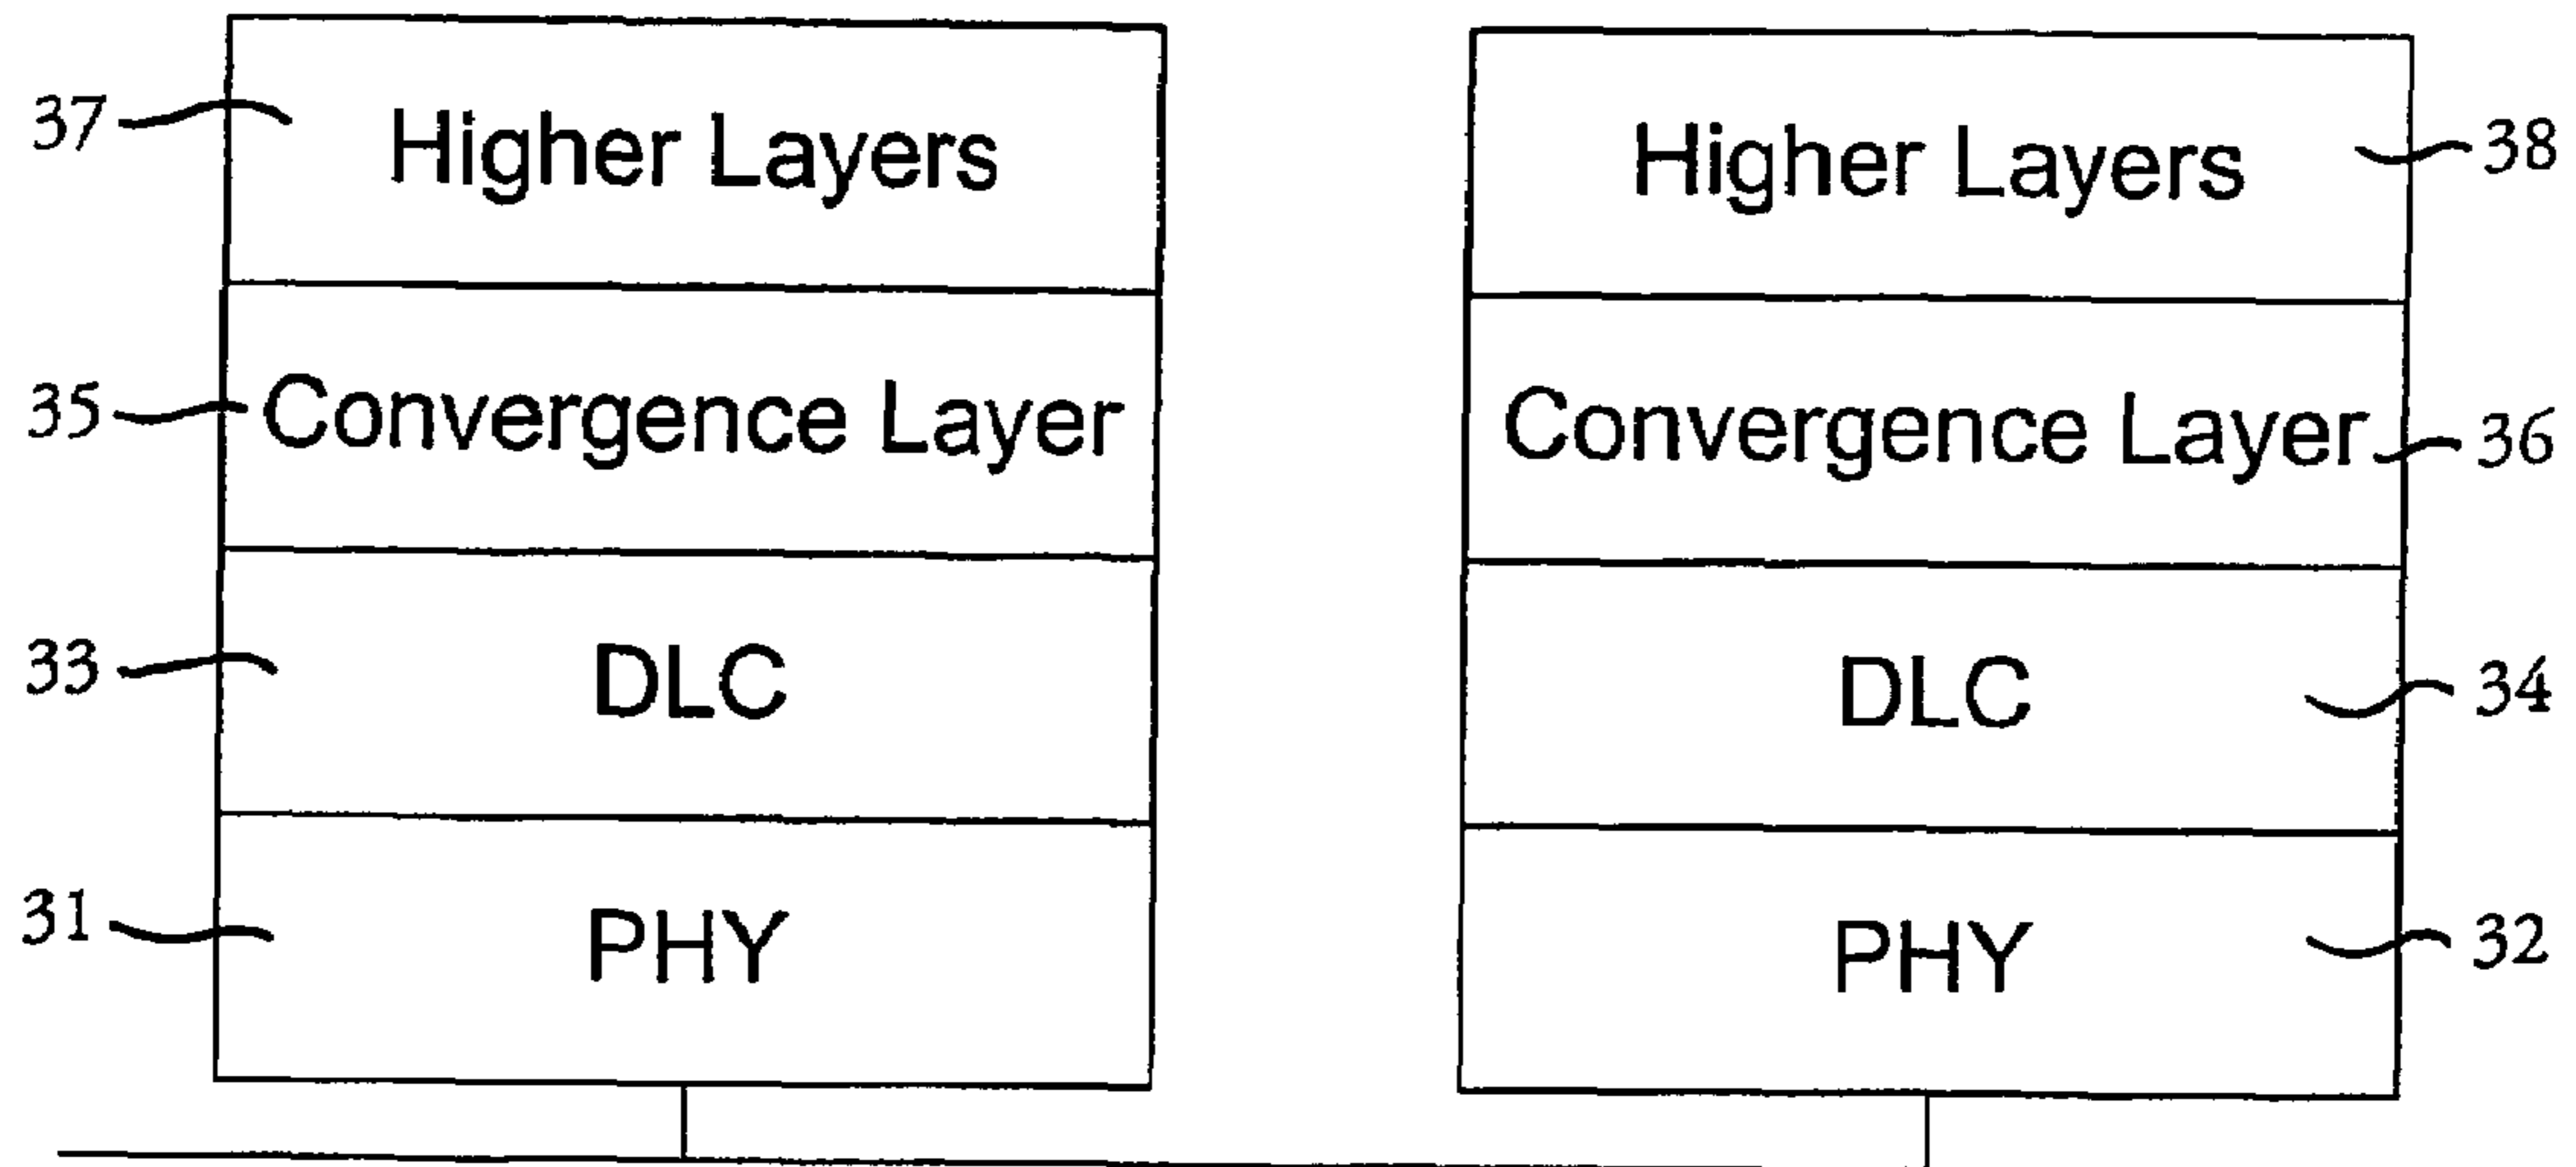 37 Higher Layers Higher Layers 38
35 Convergence Layer Convergence Layer 36
33 DLC DLC 34
31 PHY PHY 32